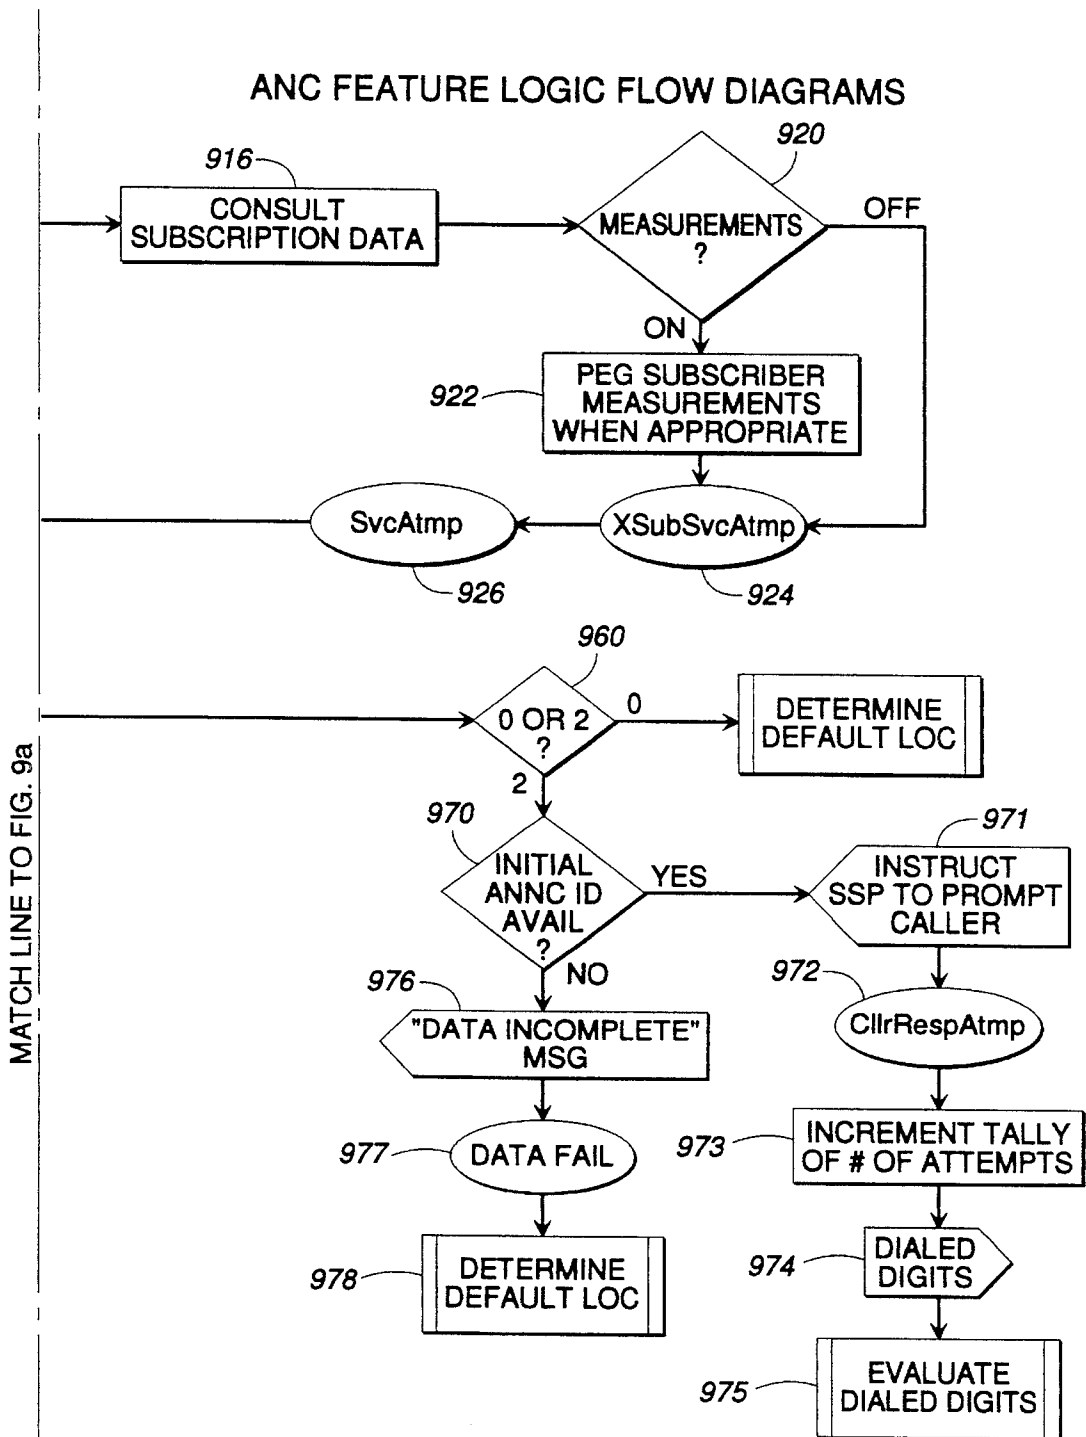 ANC FEATURE LOGIC FLOW DIAGRAMS
916
CONSULT
SUBSCRIPTION DATA
920
MEASUREMENTS
?
OFF
ON
922
PEG SUBSCRIBER
MEASUREMENTS
WHEN APPROPRIATE
SvcAtmp
926
XSubSvcAtmp
924
960
0 OR 2
?
0
DETERMINE
DEFAULT LOC
2
970
INITIAL
ANNC ID
AVAIL
?
YES
NO
971
INSTRUCT
SSP TO PROMPT
CALLER
972
CllrRespAtmp
973
INCREMENT TALLY
OF # OF ATTEMPTS
974
DIALED
DIGITS
975
EVALUATE
DIALED DIGITS
976
"DATA INCOMPLETE"
MSG
977
DATA FAIL
978
DETERMINE
DEFAULT LOC
MATCH LINE TO FIG. 9a